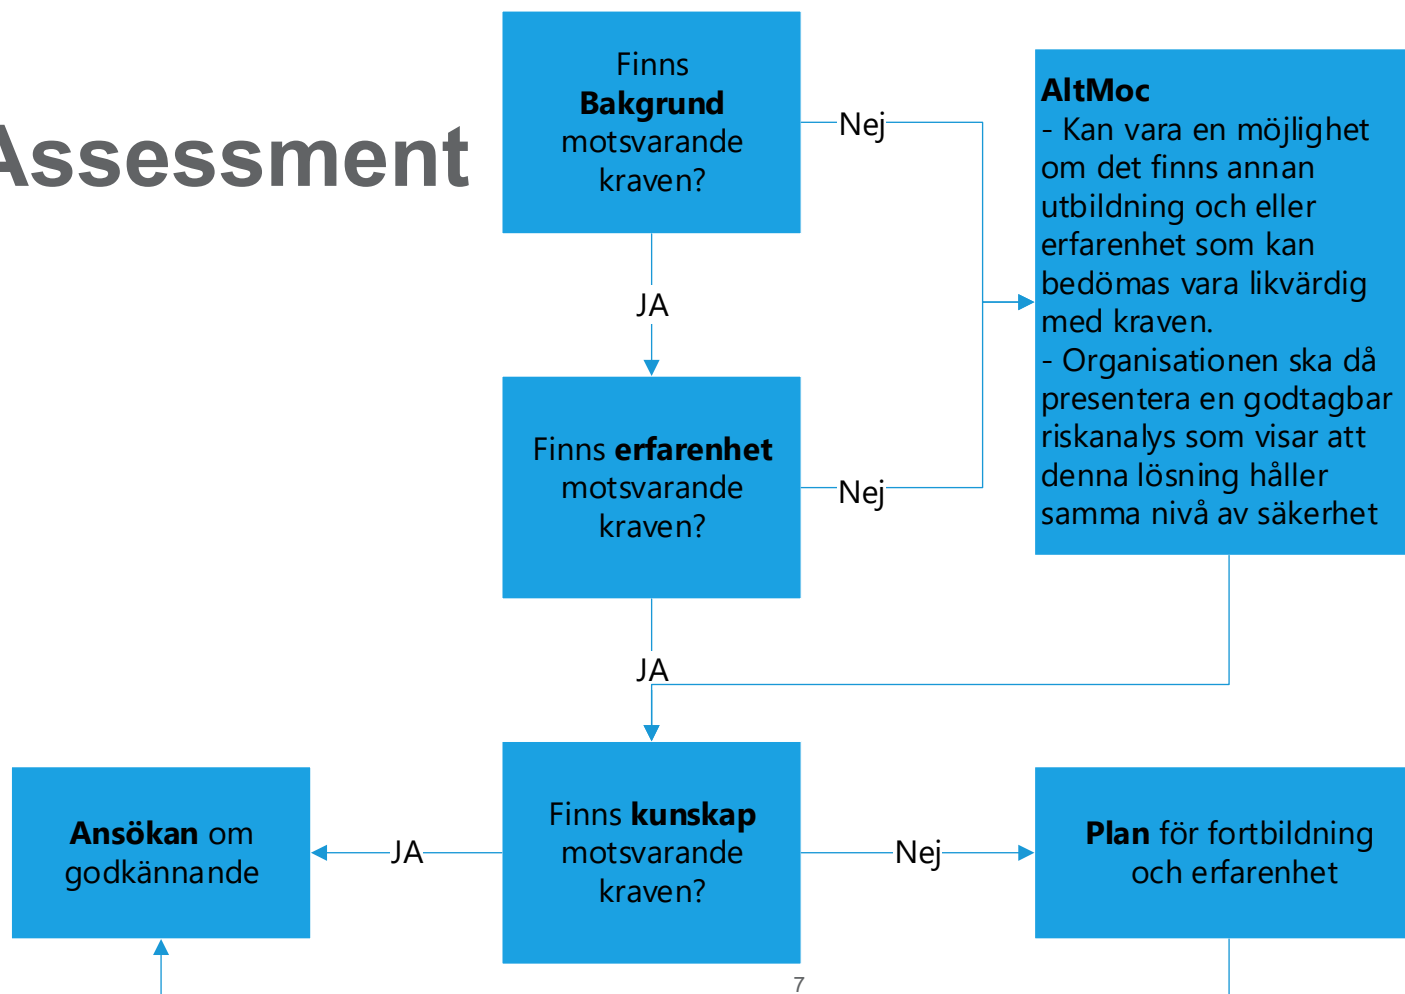 Assessment
Finns
Bakgrund
motsvarande
kraven?
Nej
AltMoc
- Kan vara en möjlighet
om det finns annan
utbildning och eller
erfarenhet som kan
bedömas vara likvärdig
med kraven.
- Organisationen ska då
presentera en godtagbar
riskanalys som visar att
denna lösning håller
samma nivå av säkerhet
JA
Finns erfarenhet
motsvarande
kraven?
Nej
JA
Ansökan om
godkännande
JA
Finns kunskap
motsvarande
kraven?
Nej
Plan för fortbildning
och erfarenhet
7